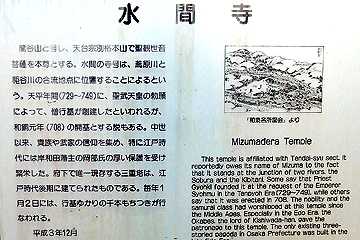 水間寺
龍谷山と号し、天台宗別格本山で聖観世音
菩薩を本尊とする。水間の寺号は、蕎原川と
秬谷川の合流地点に位置することによるとい
う。天平年間(729〜749)に、聖武天皇の勅願
によって、僧行基が創建したといわれるが、
和銅元年(708)の開基とする説もある。中世
以来、貴族や武家の信仰を集め、特に江戸時
代には岸和田藩主の岡部氏の厚い保護を受け
繁栄した。府下で唯一現存する三重塔は、江
戸時代後期に建てられたものである。毎年1
月2日には、行基ゆかりの千本もちつきが行
なわれる。
平成3年12月
「和泉名所図会」より
Mizumadera Temple
This temple is affiliated with Tendai-syu sect. It
reportedly owes its name of Mizuma to the fact
that it stands at the junction of two rivers, the
Sobura and the Kibitani. Some say that Priest
Gyohki founded it at the request of the Emperor
Syohmu in the Tenpyoh Era(729~749), while others
say that it was erected in 708. The nobility and the
samurai class had worshipped at this temple since
the Middle Ages. Especially in the Edo Era, the
Okabes, the lord of Kishiwada-han, gave the
patronage to this temple. The only existing three-
storied pagoda in Osaka Prefecture was built in the